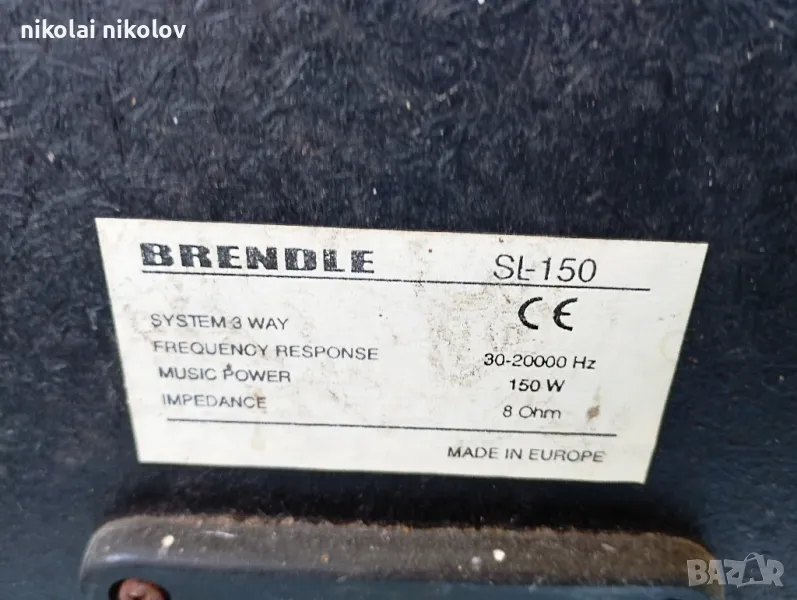 nikolai nikolov
BRENDLE SL-150
CE
SYSTEM 3 WAY
FREQUENCY RESPONSE 30-20000 Hz
MUSIC POWER 150 W
IMPEDANCE 8 Ohm
MADE IN EUROPE
BAZAR